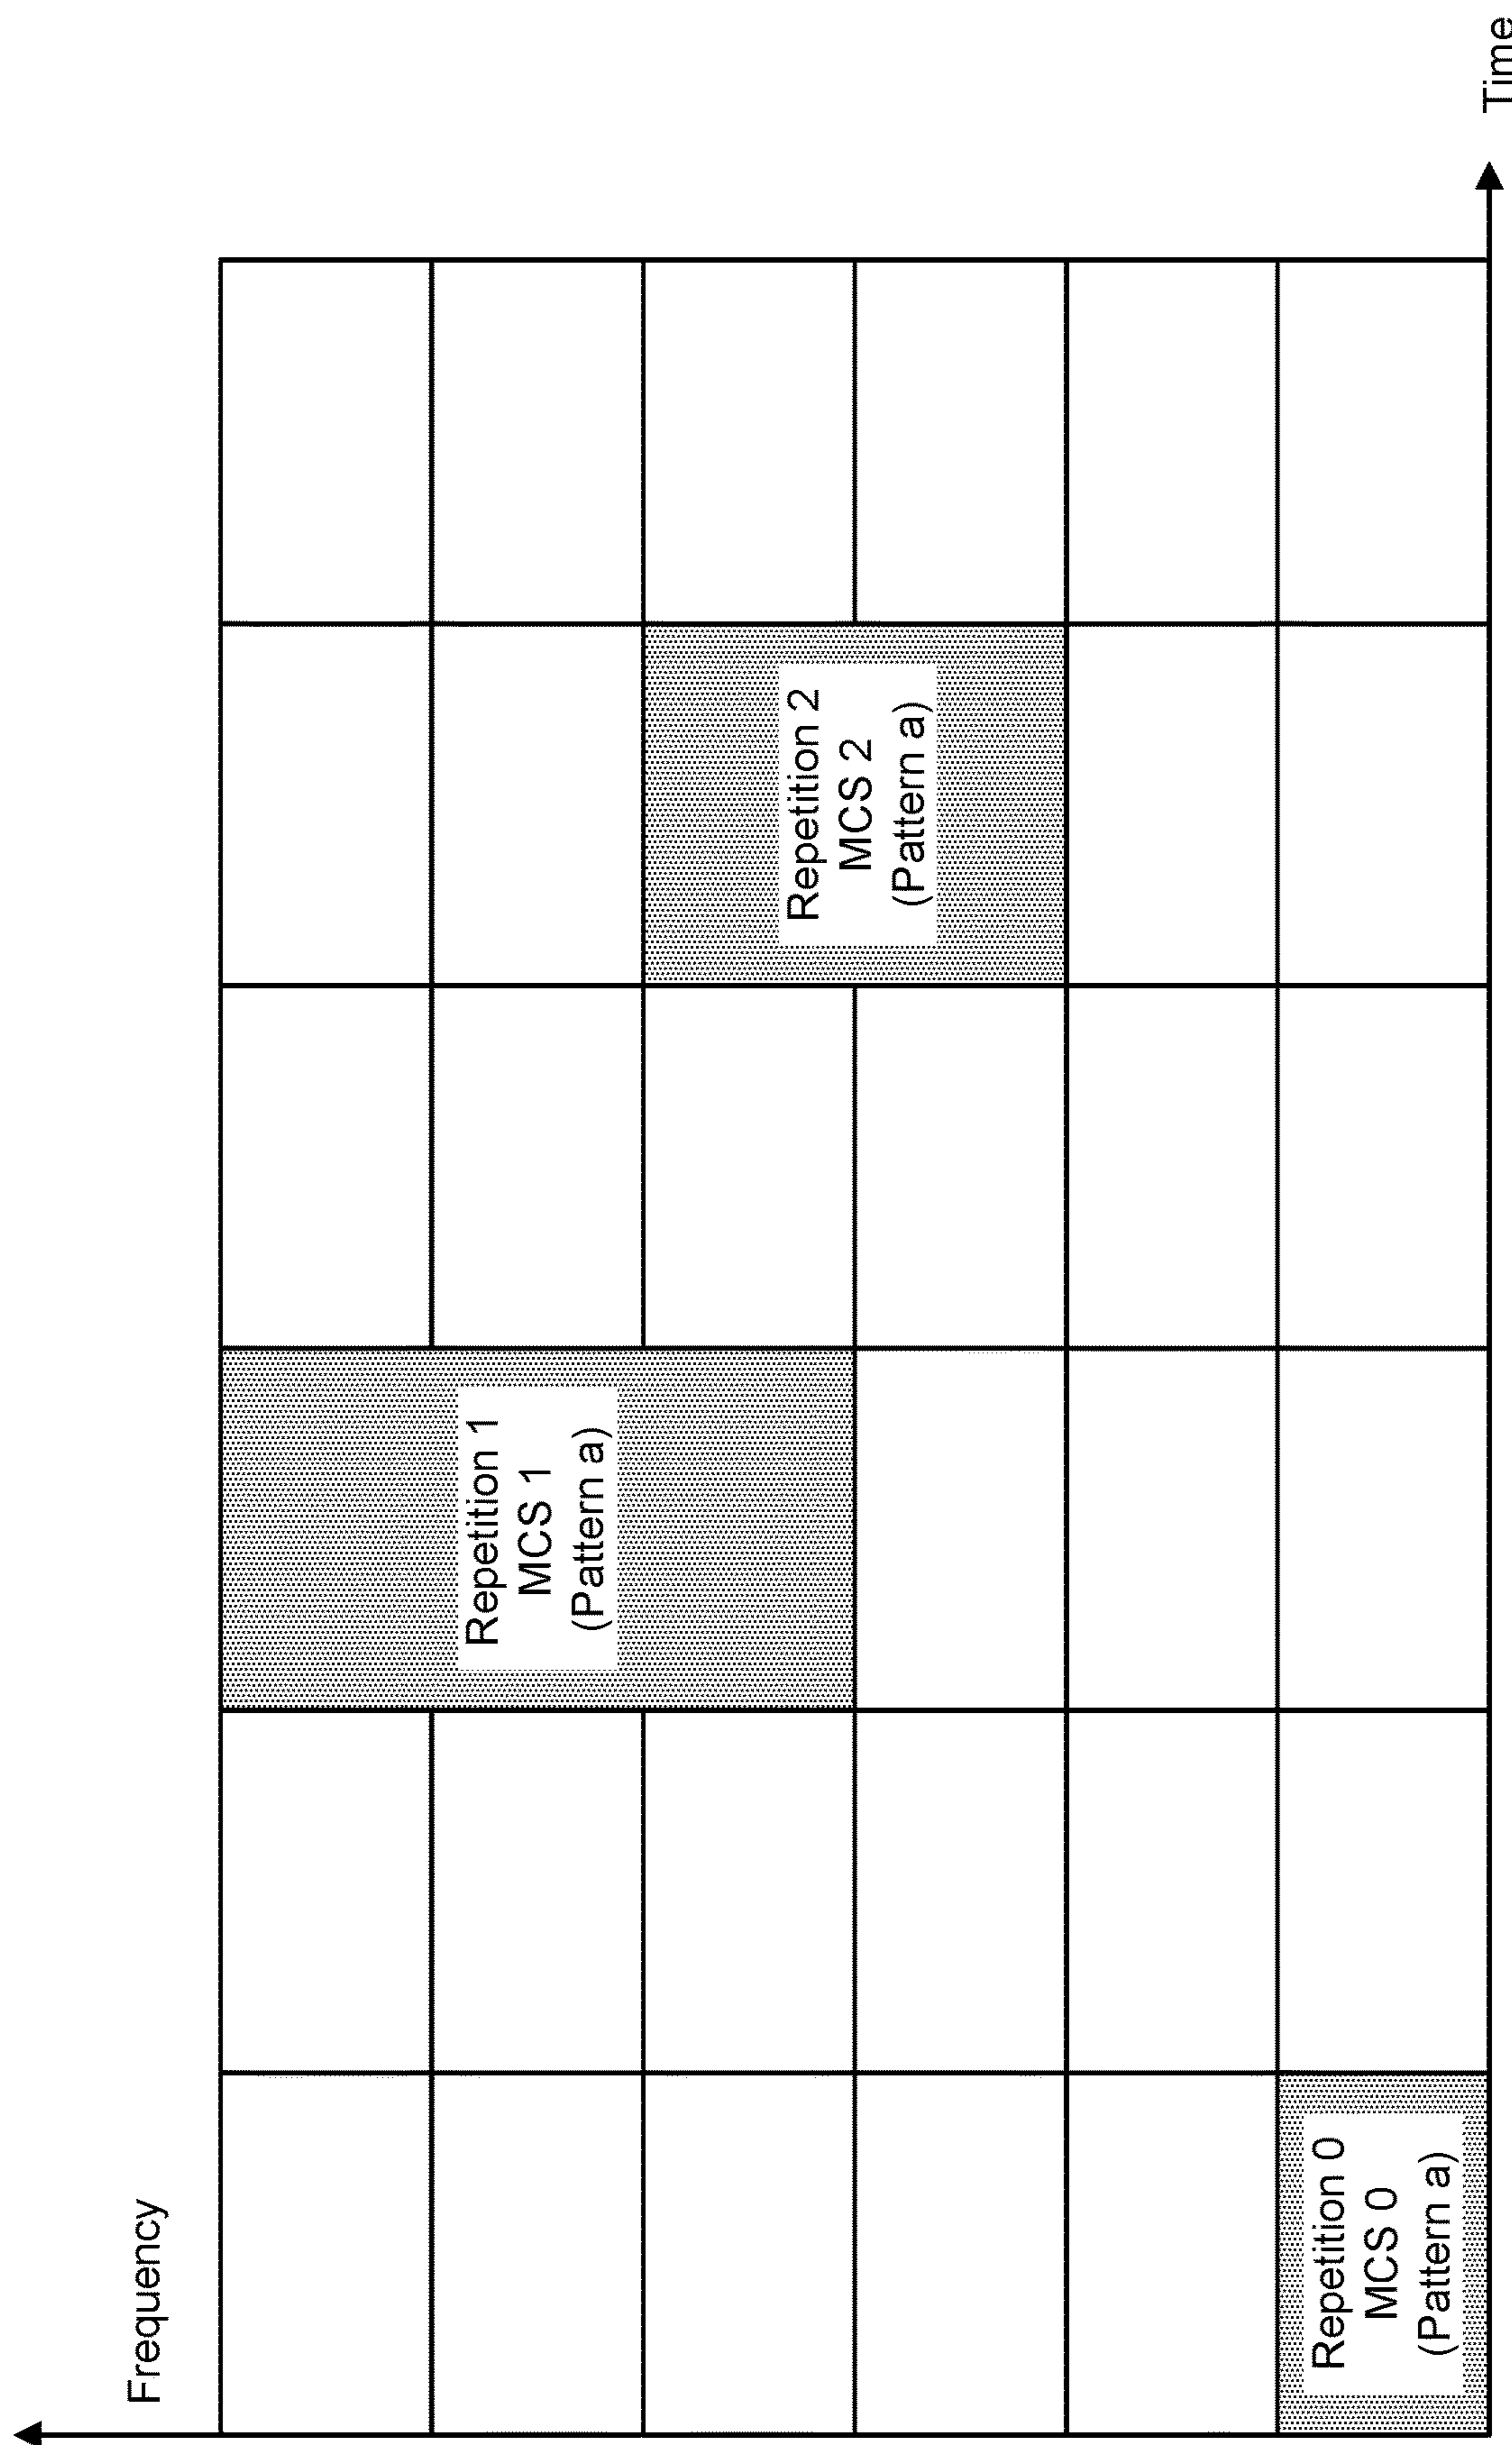 Frequency
Repetition 1
MCS 1
(Pattern a)
Repetition 2
MCS 2
(Pattern a)
Repetition 0
MCS 0
(Pattern a)
Time